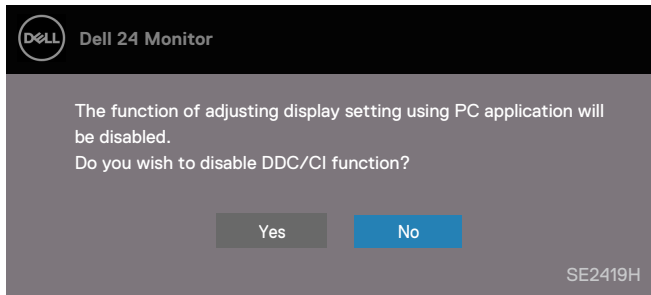 DELL
Dell 24 Monitor
The function of adjusting display setting using PC application will
be disabled.
Do you wish to disable DDC/CI function?
Yes
No
SE2419H